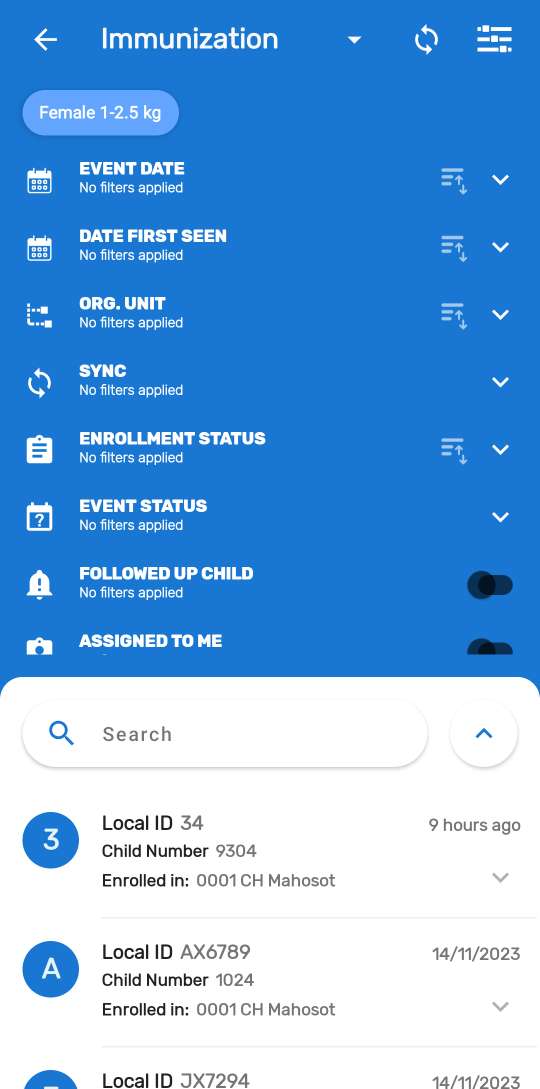 Immunization
Female 1-2.5 kg
EVENT DATE
No filters applied
DATE FIRST SEEN
No filters applied
ORG. UNIT
No filters applied
SYNC
No filters applied
ENROLLMENT STATUS
No filters applied
EVENT STATUS
No filters applied
FOLLOWED UP CHILD
No filters applied
ASSIGNED TO ME
Search
3 Local ID 34 9 hours ago
Child Number 9304
Enrolled in: 0001 CH Mahosot
A Local ID AX6789 14/11/2023
Child Number 1024
Enrolled in: 0001 CH Mahosot
Local ID JX7294 14/11/2023